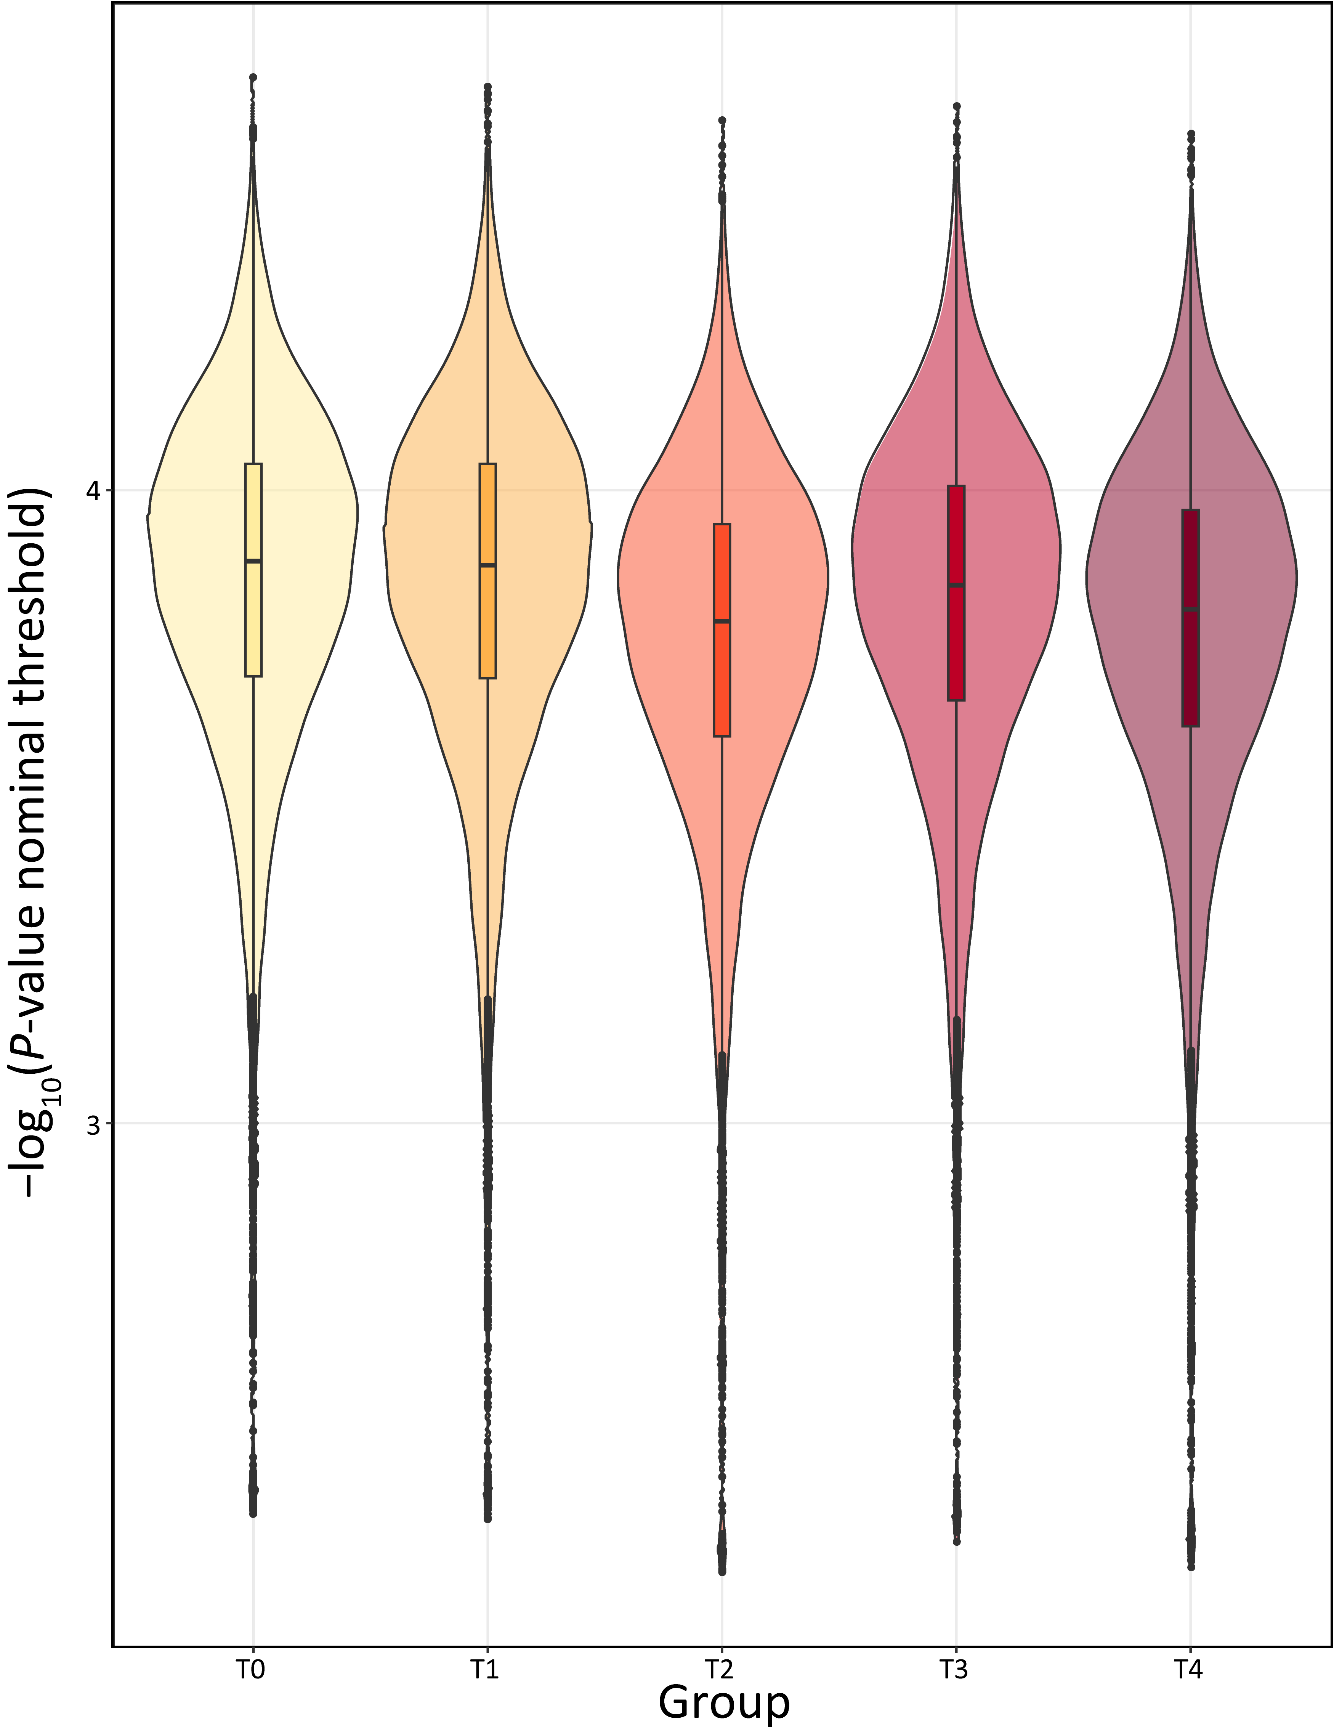 −log10(P-value nominal threshold)
4
3
T0 T1 T2 T3 T4
Group